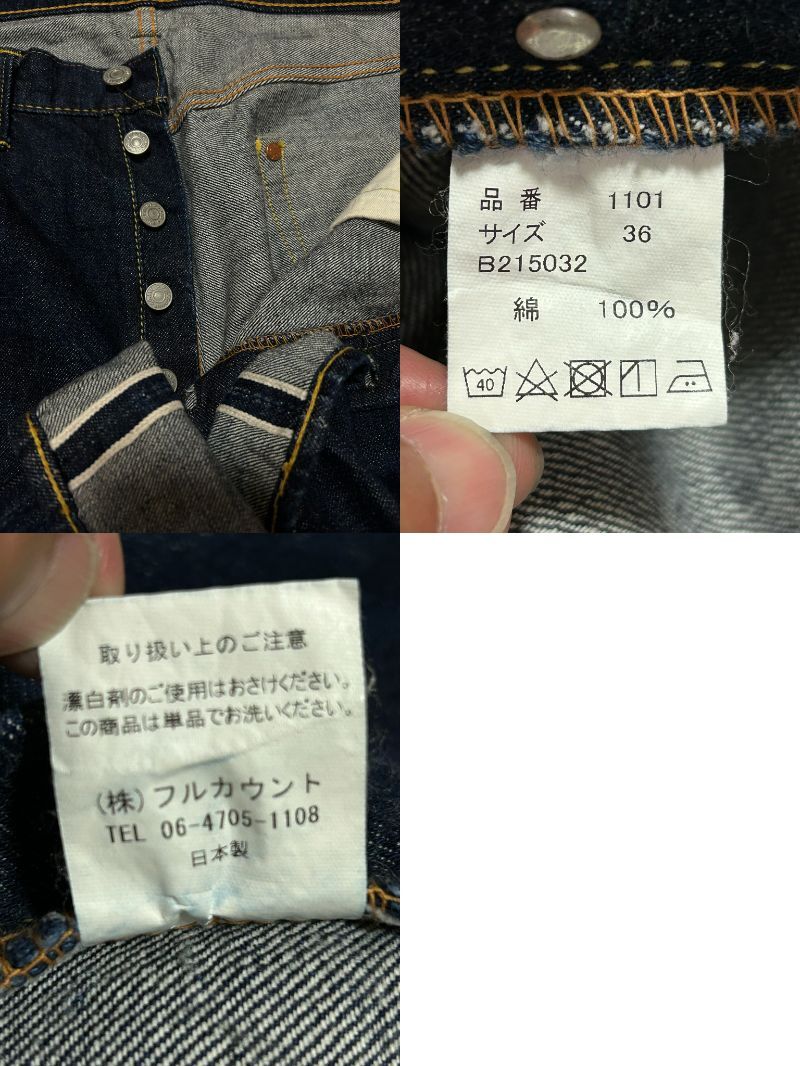 品番 1101
サイズ 36
B215032
綿 100%
40
取り扱い上のご注意
漂白剤のご使用はおさけください。
この商品は単品でお洗いください。
(株)フルカウント
TEL 06-4705-1108
日本製